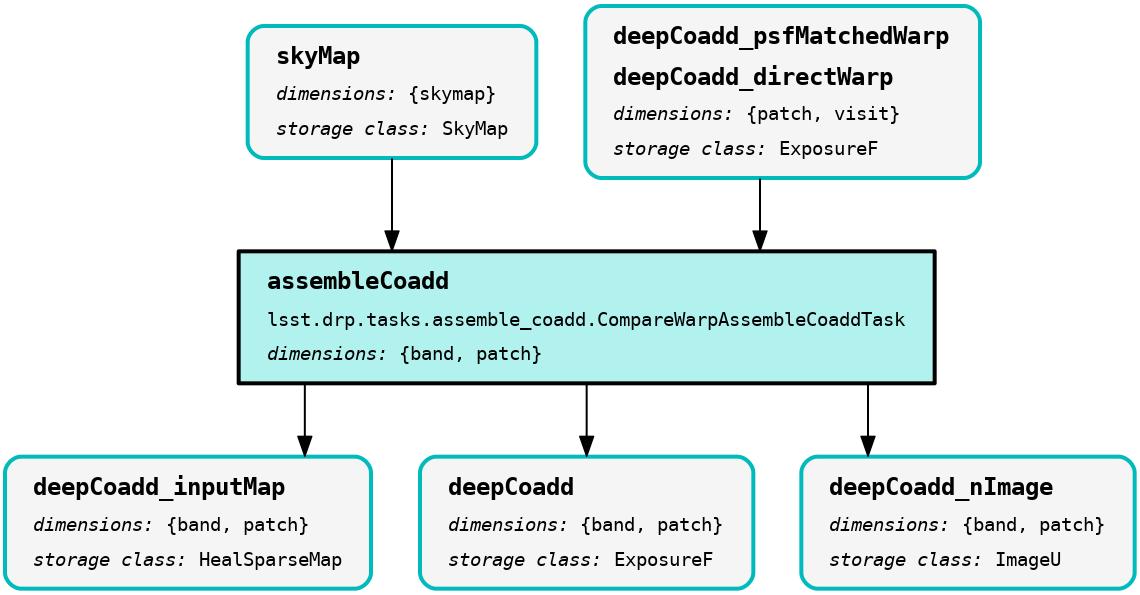 skyMap
dimensions: {skymap}
storage class: SkyMap
deepCoadd_psfMatchedWarp
deepCoadd_directWarp
dimensions: {patch, visit}
storage class: ExposureF
assembleCoadd
lsst.drp.tasks.assemble_coadd.CompareWarpAssembleCoaddTask
dimensions: {band, patch}
deepCoadd_inputMap
dimensions: {band, patch}
storage class: HealSparseMap
deepCoadd
dimensions: {band, patch}
storage class: ExposureF
deepCoadd_nImage
dimensions: {band, patch}
storage class: ImageU